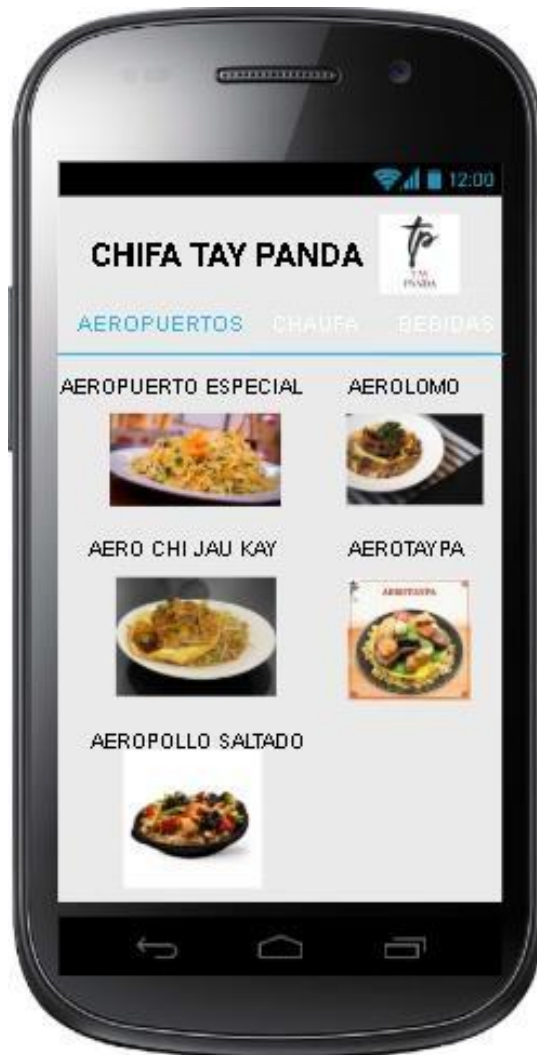 12:00
CHIFA TAY PANDA
tp
TAY
PANDA
AEROPUERTOS CHAUFA BEBIDAS
AEROPUERTO ESPECIAL AEROLOMO
AERO CHI JAU KAY AEROTAYPA
AEROTAYPA
AEROPOLLO SALTADO